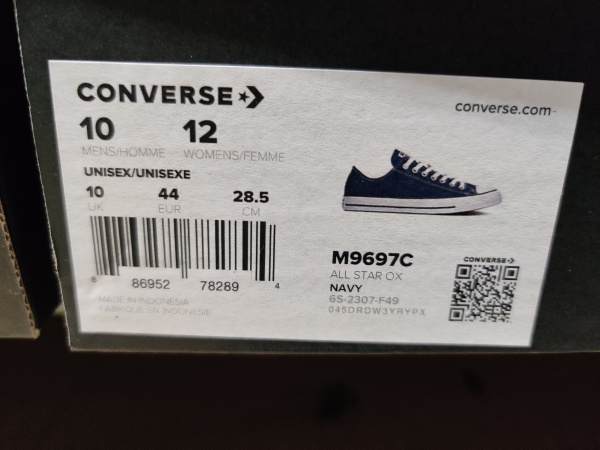 CONVERSE
converse.com
10 12
MENS/HOMME WOMENS/FEMME
UNISEX/UNISEXE
10 44 28.5
UK EUR CM
8 86952 78289 4
MADE IN INDONESIA
FABRIQUÉ EN INDONÉSIE
M9697C
ALL STAR OX
NAVY
6S-2307-F49
045DRDW3YRYPX
CONVERSE